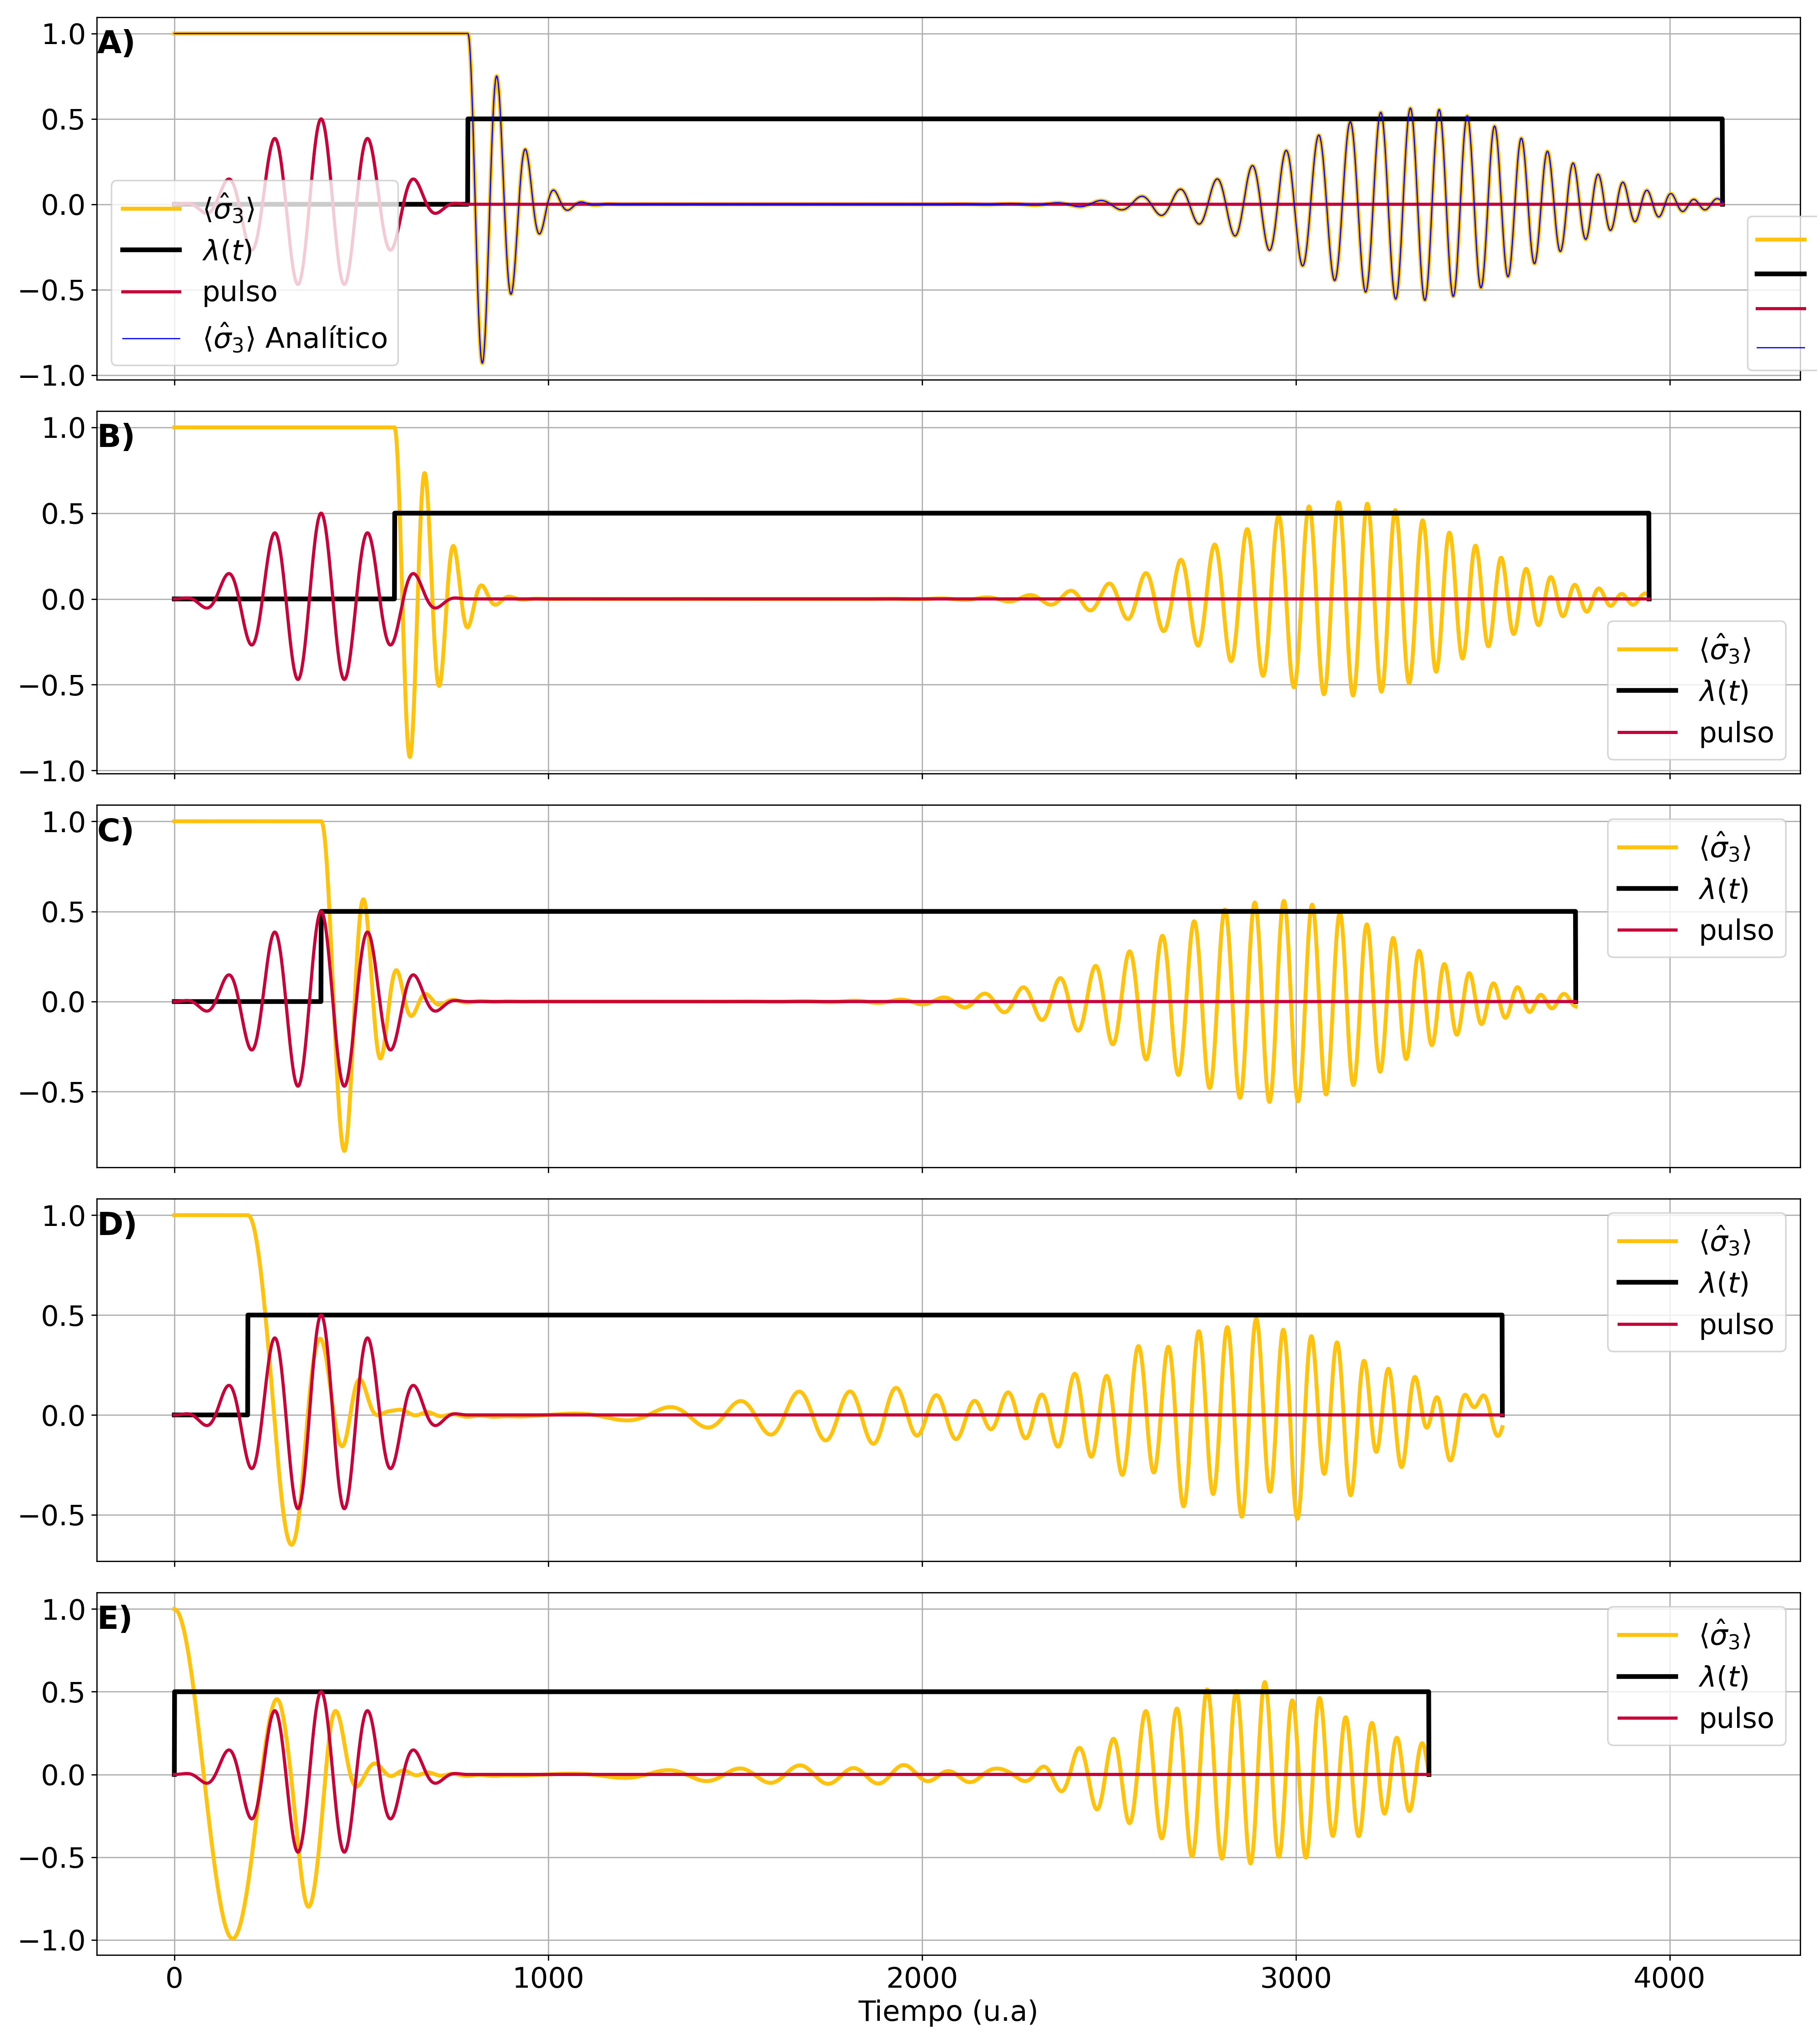 A)
1.0
0.5
0.0
−0.5
−1.0
⟨σ̂₃⟩
λ(t)
pulso
⟨σ̂₃⟩ Analítico
B)
1.0
0.5
0.0
−0.5
−1.0
⟨σ̂₃⟩
λ(t)
pulso
C)
1.0
0.5
0.0
−0.5
⟨σ̂₃⟩
λ(t)
pulso
D)
1.0
0.5
0.0
−0.5
⟨σ̂₃⟩
λ(t)
pulso
E)
1.0
0.5
0.0
−0.5
−1.0
⟨σ̂₃⟩
λ(t)
pulso
0 1000 2000 3000 4000
Tiempo (u.a)